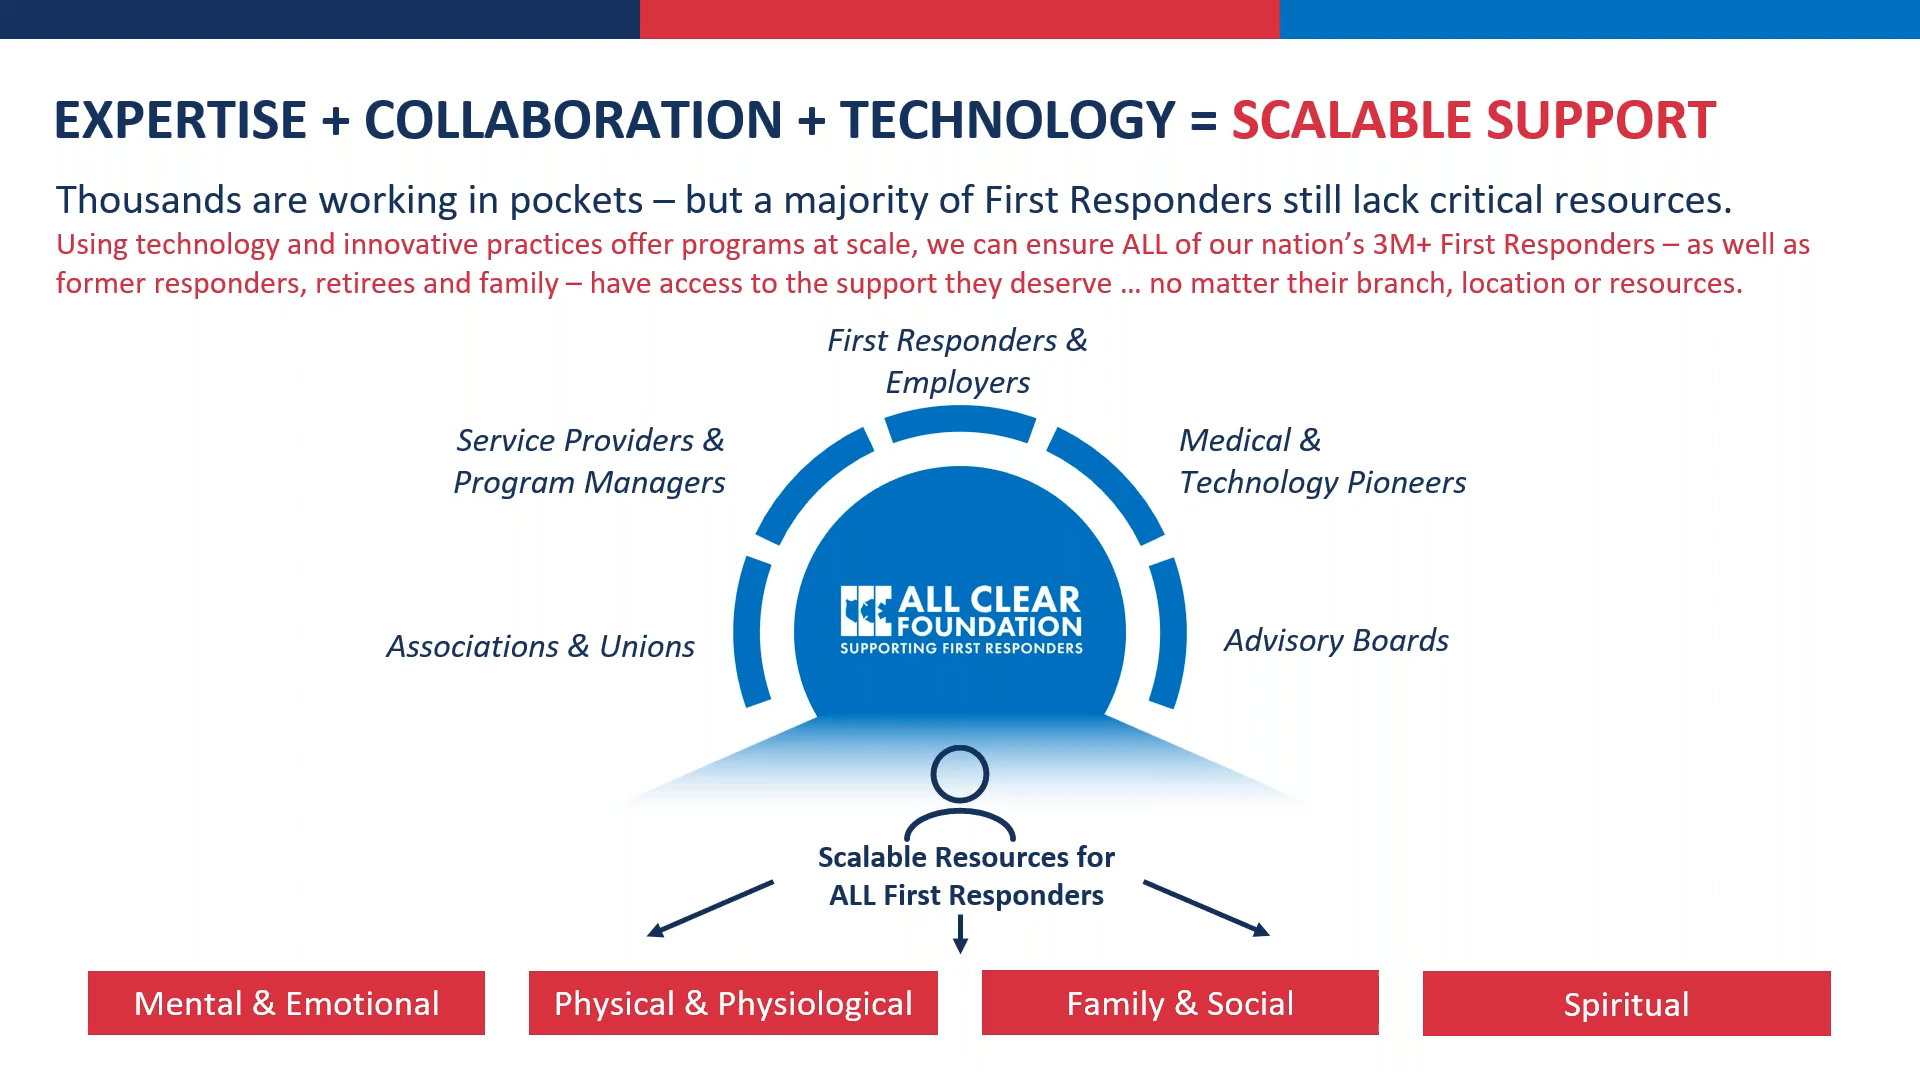 EXPERTISE + COLLABORATION + TECHNOLOGY = SCALABLE SUPPORT
Thousands are working in pockets – but a majority of First Responders still lack critical resources.
Using technology and innovative practices offer programs at scale, we can ensure ALL of our nation’s 3M+ First Responders – as well as
former responders, retirees and family – have access to the support they deserve … no matter their branch, location or resources.
First Responders &
Employers
Service Providers &
Program Managers
Medical &
Technology Pioneers
Associations & Unions
ALL CLEAR
FOUNDATION
SUPPORTING FIRST RESPONDERS
Advisory Boards
Scalable Resources for
ALL First Responders
Mental & Emotional
Physical & Physiological
Family & Social
Spiritual